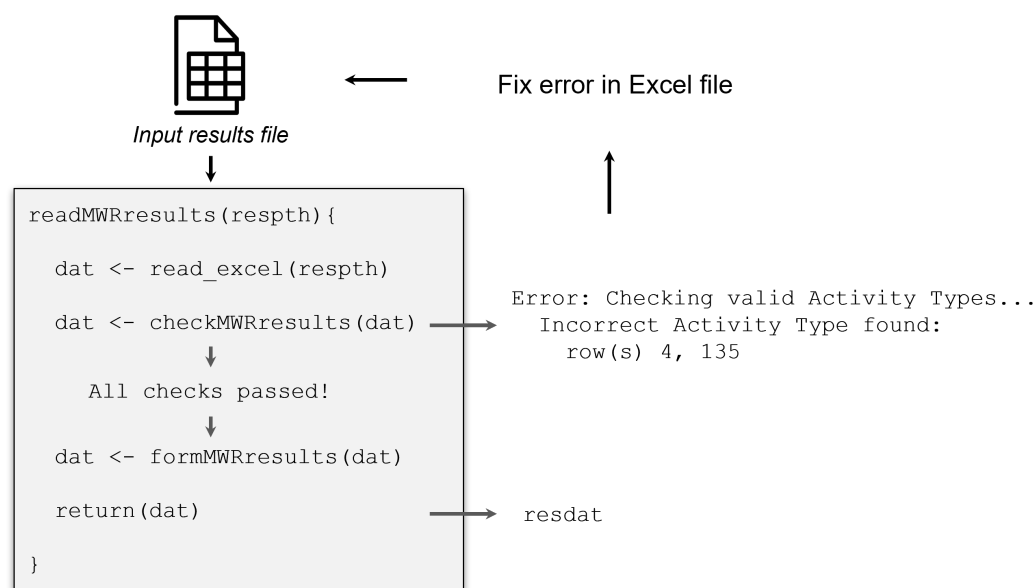 Fix error in Excel file
Input results file
readMWRresults(respth){
dat <- read_excel(respth)
dat <- checkMWRresults(dat)
Error: Checking valid Activity Types...
Incorrect Activity Type found:
row(s) 4, 135
All checks passed!
dat <- formMWRresults(dat)
return(dat)
resdat
}